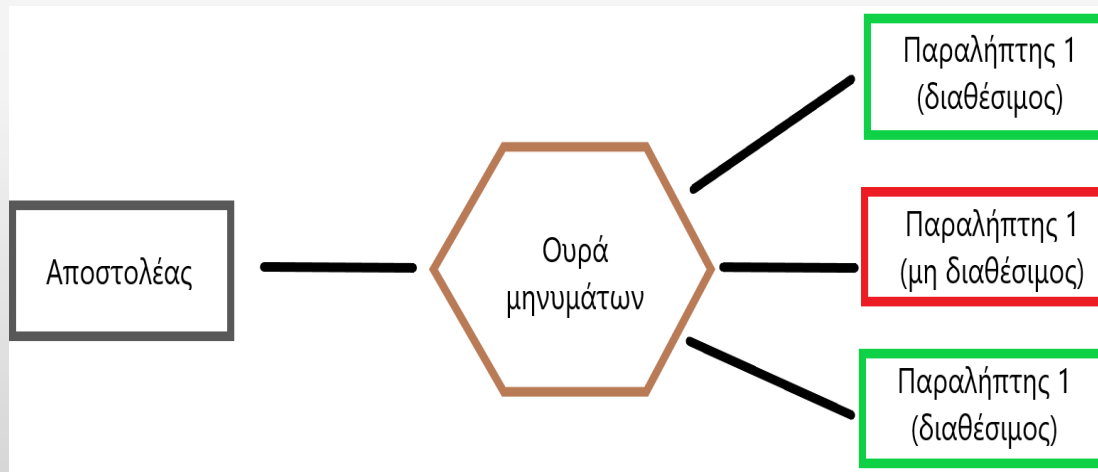 Αποστολέας
Ουρά
μηνυμάτων
Παραλήπτης 1
(διαθέσιμος)
Παραλήπτης 1
(μη διαθέσιμος)
Παραλήπτης 1
(διαθέσιμος)